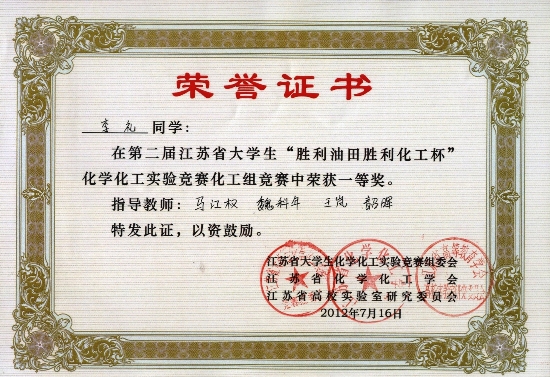 荣誉证书
李岚 同学：
在第二届江苏省大学生“胜利油田胜利化工杯”
化学化工实验竞赛化工组竞赛中荣获一等奖。
指导教师：马江权 魏科年 王岚 韶晖
特发此证，以资鼓励。
江苏省大学生化学化工实验竞赛组委会
江苏省化学化工学会
江苏省高校实验室研究委员会
2012年7月16日